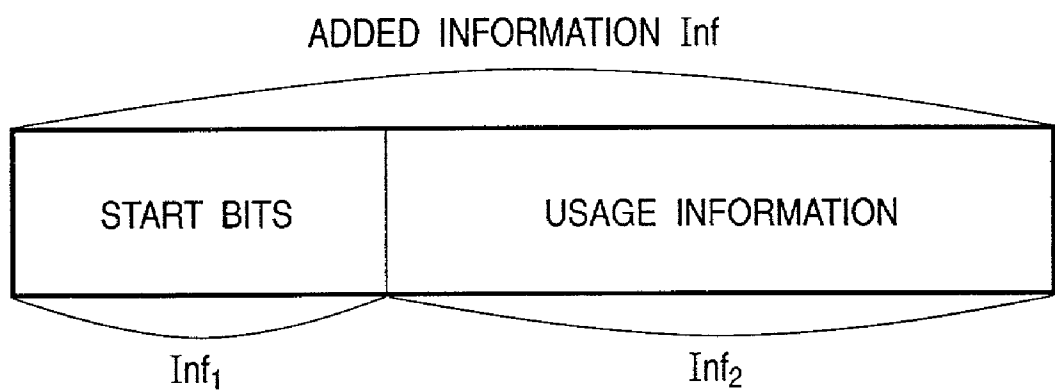 ADDED INFORMATION Inf
START BITS
USAGE INFORMATION
Inf₁
Inf₂